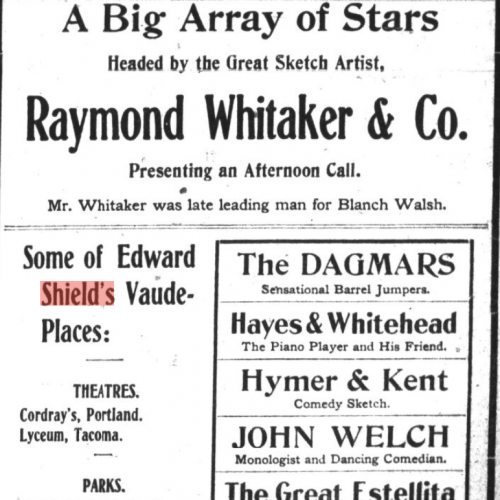 A Big Array of Stars
Headed by the Great Sketch Artist,
Raymond Whitaker & Co.
Presenting an Afternoon Call.
Mr. Whitaker was late leading man for Blanch Walsh.
Some of Edward
Shield's Vaude-
Places:
THEATRES.
Cordray's, Portland.
Lyceum, Tacoma.
PARKS.
The DAGMARS
Sensational Barrel Jumpers.
Hayes & Whitehead
The Piano Player and His Friend.
Hymer & Kent
Comedy Sketch.
JOHN WELCH
Monologist and Dancing Comedian.
The Great Estellita